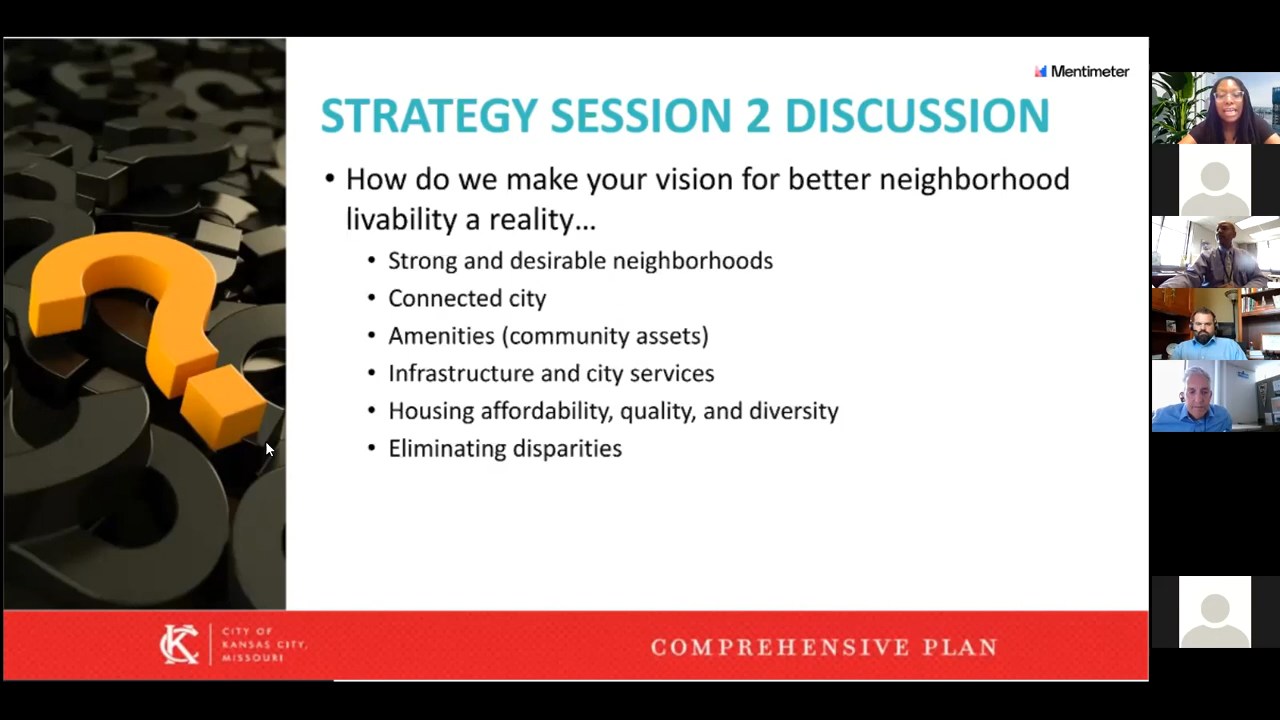 Mentimeter
STRATEGY SESSION 2 DISCUSSION
• How do we make your vision for better neighborhood
livability a reality…
• Strong and desirable neighborhoods
• Connected city
• Amenities (community assets)
• Infrastructure and city services
• Housing affordability, quality, and diversity
• Eliminating disparities
KC
CITY OF
KANSAS CITY,
MISSOURI
COMPREHENSIVE PLAN